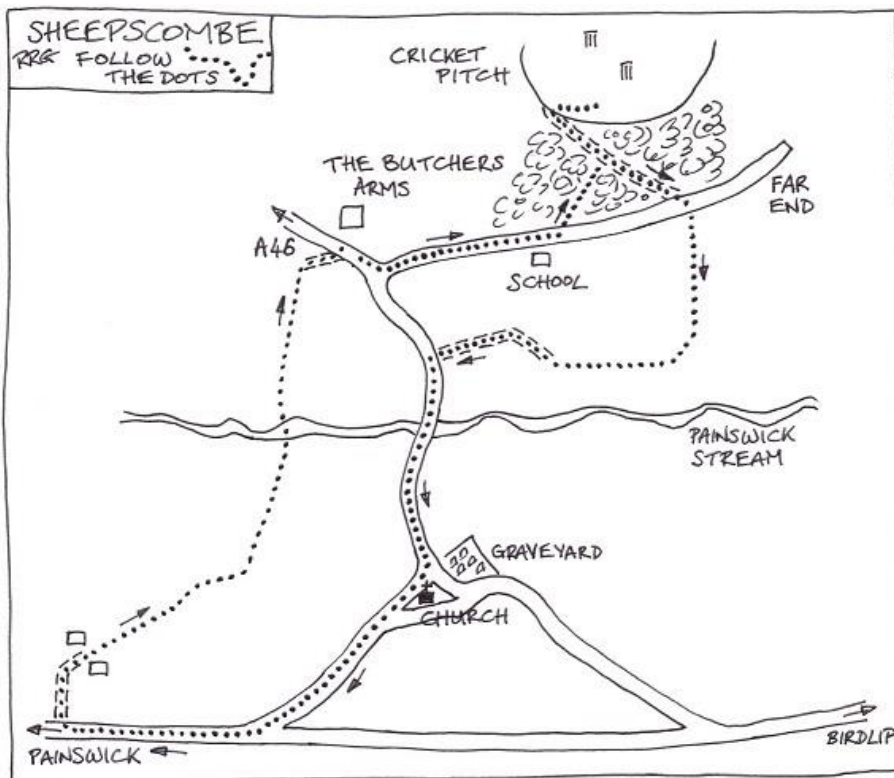 SHEEPSCOMBE
RRG FOLLOW
THE DOTS
CRICKET
PITCH
THE BUTCHERS
ARMS
FAR
END
A46
SCHOOL
PAINSWICK
STREAM
GRAVEYARD
CHURCH
PAINSWICK
BIRDLIP